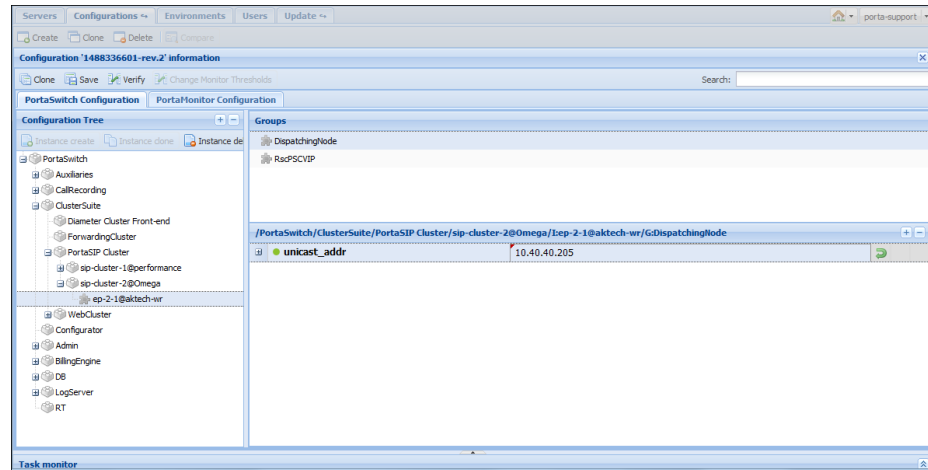 Servers Configurations Environments Users Update porta-support
Create Clone Delete Compare
Configuration '1488336601-rev.2' information
Clone Save Verify Change Monitor Thresholds Search:
PortaSwitch Configuration PortaMonitor Configuration
Configuration Tree Groups
Instance create Instance clone Instance de DispatchingNode
PortaSwitch RscPSCVIP
Auxiliaries
CallRecording
ClusterSuite
Diameter Cluster Front-end
ForwardingCluster /PortaSwitch/ClusterSuite/PortaSIP Cluster/sip-cluster-2@Omega/I:ep-2-1@aktech-wr/G:DispatchingNode
PortaSIP Cluster unicast_addr 10.40.40.205
sip-cluster-1@performance
sip-cluster-2@Omega
ep-2-1@aktech-wr
WebCluster
Configurator
Admin
BillingEngine
DB
LogServer
RT
Task monitor